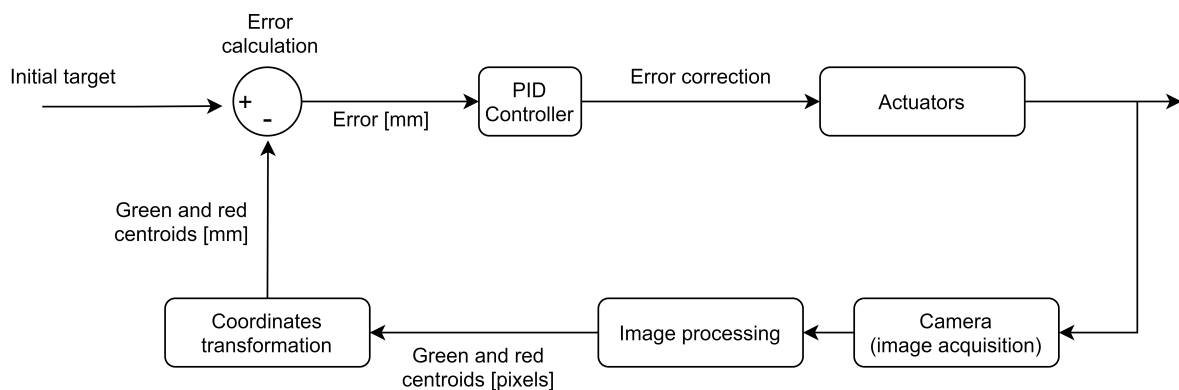 Error
calculation
Initial target
+
-
Error [mm]
PID
Controller
Error correction
Actuators
Green and red
centroids [mm]
Coordinates
transformation
Green and red
centroids [pixels]
Image processing
Camera
(image acquisition)